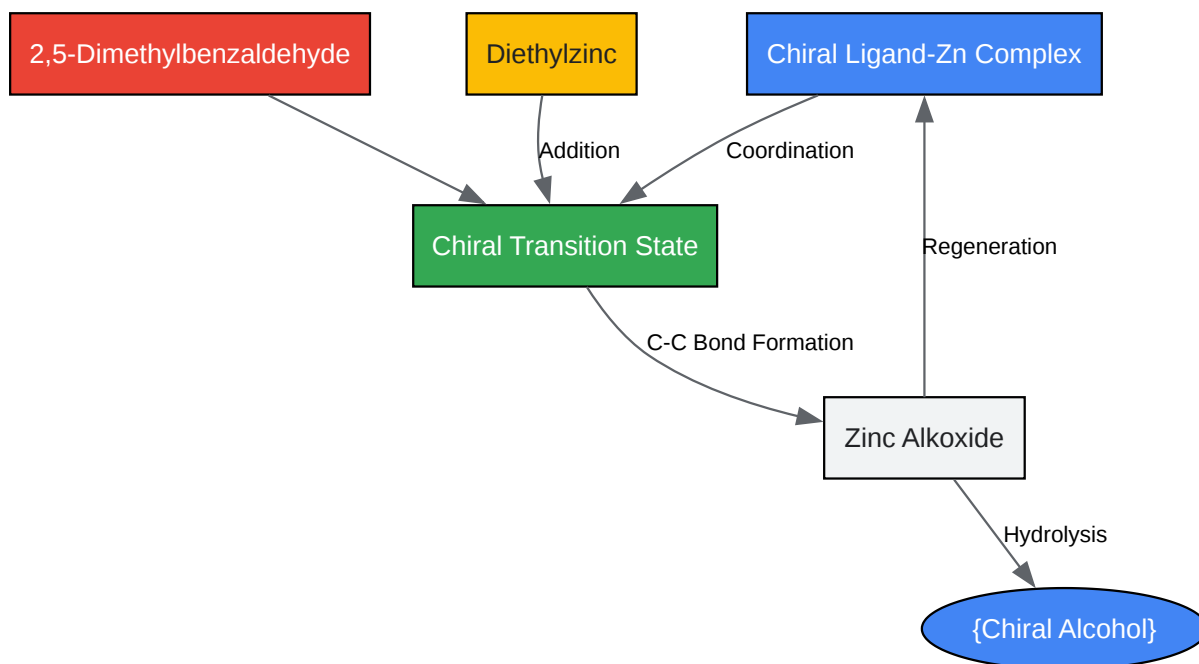 2,5-Dimethylbenzaldehyde
Diethylzinc
Chiral Ligand-Zn Complex
Addition
Coordination
Chiral Transition State
Regeneration
C-C Bond Formation
Zinc Alkoxide
Hydrolysis
{Chiral Alcohol}